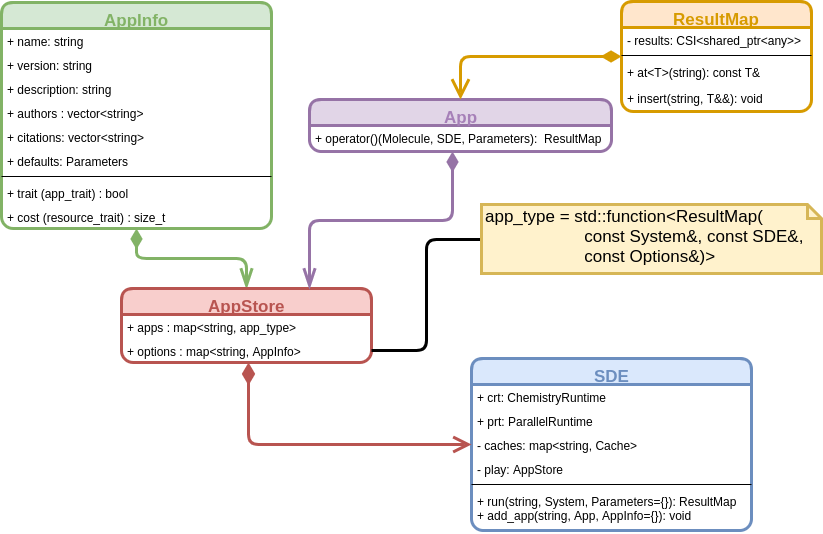 AppInfo
+ name: string
+ version: string
+ description: string
+ authors : vector<string>
+ citations: vector<string>
+ defaults: Parameters
+ trait (app_trait) : bool
+ cost (resource_trait) : size_t
ResultMap
- results: CSI<shared_ptr<any>>
+ at<T>(string): const T&
+ insert(string, T&&): void
App
+ operator()(Molecule, SDE, Parameters): ResultMap
app_type = std::function<ResultMap(
const System&, const SDE&,
const Options&)>
AppStore
+ apps : map<string, app_type>
+ options : map<string, AppInfo>
SDE
+ crt: ChemistryRuntime
+ prt: ParallelRuntime
- caches: map<string, Cache>
- play: AppStore
+ run(string, System, Parameters={}): ResultMap
+ add_app(string, App, AppInfo={}): void